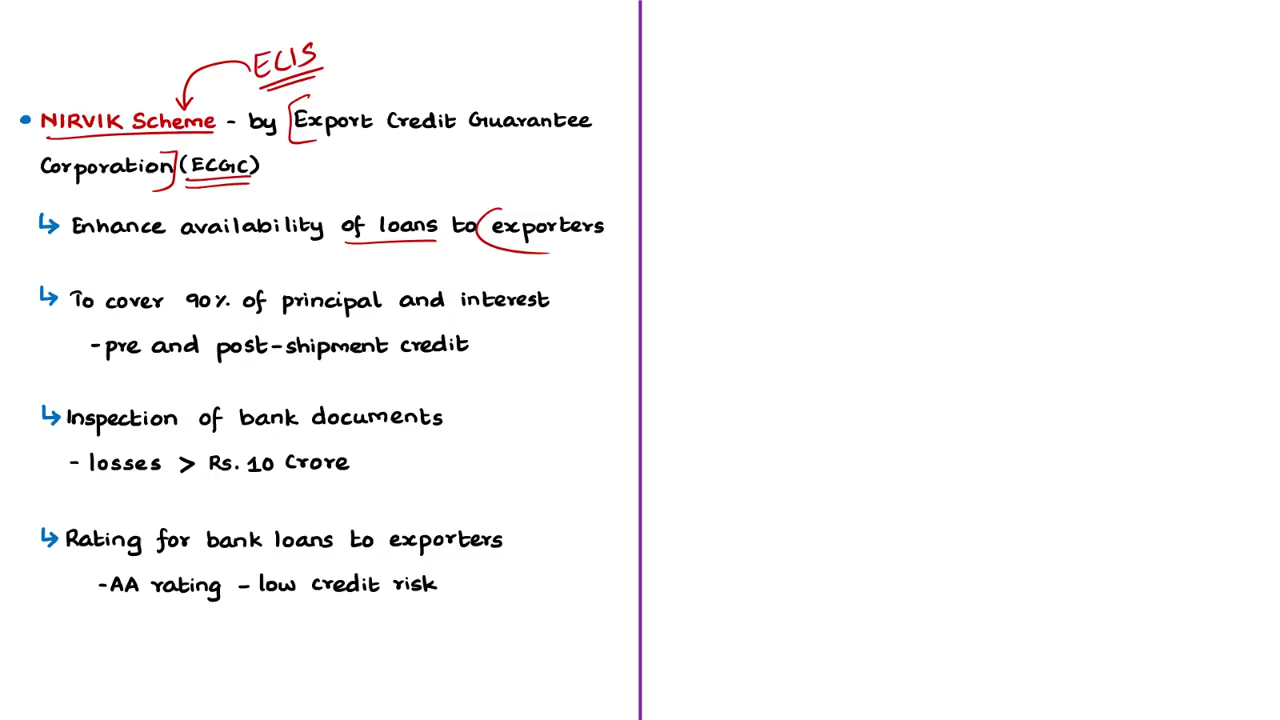 ECIS
• NIRVIK Scheme - by [Export Credit Guarantee
Corporation] (ECGC)
↳ Enhance availability of loans to exporters
↳ To cover 90% of principal and interest
- pre and post-shipment credit
↳ Inspection of bank documents
- losses > Rs. 10 Crore
↳ Rating for bank loans to exporters
- AA rating - low credit risk